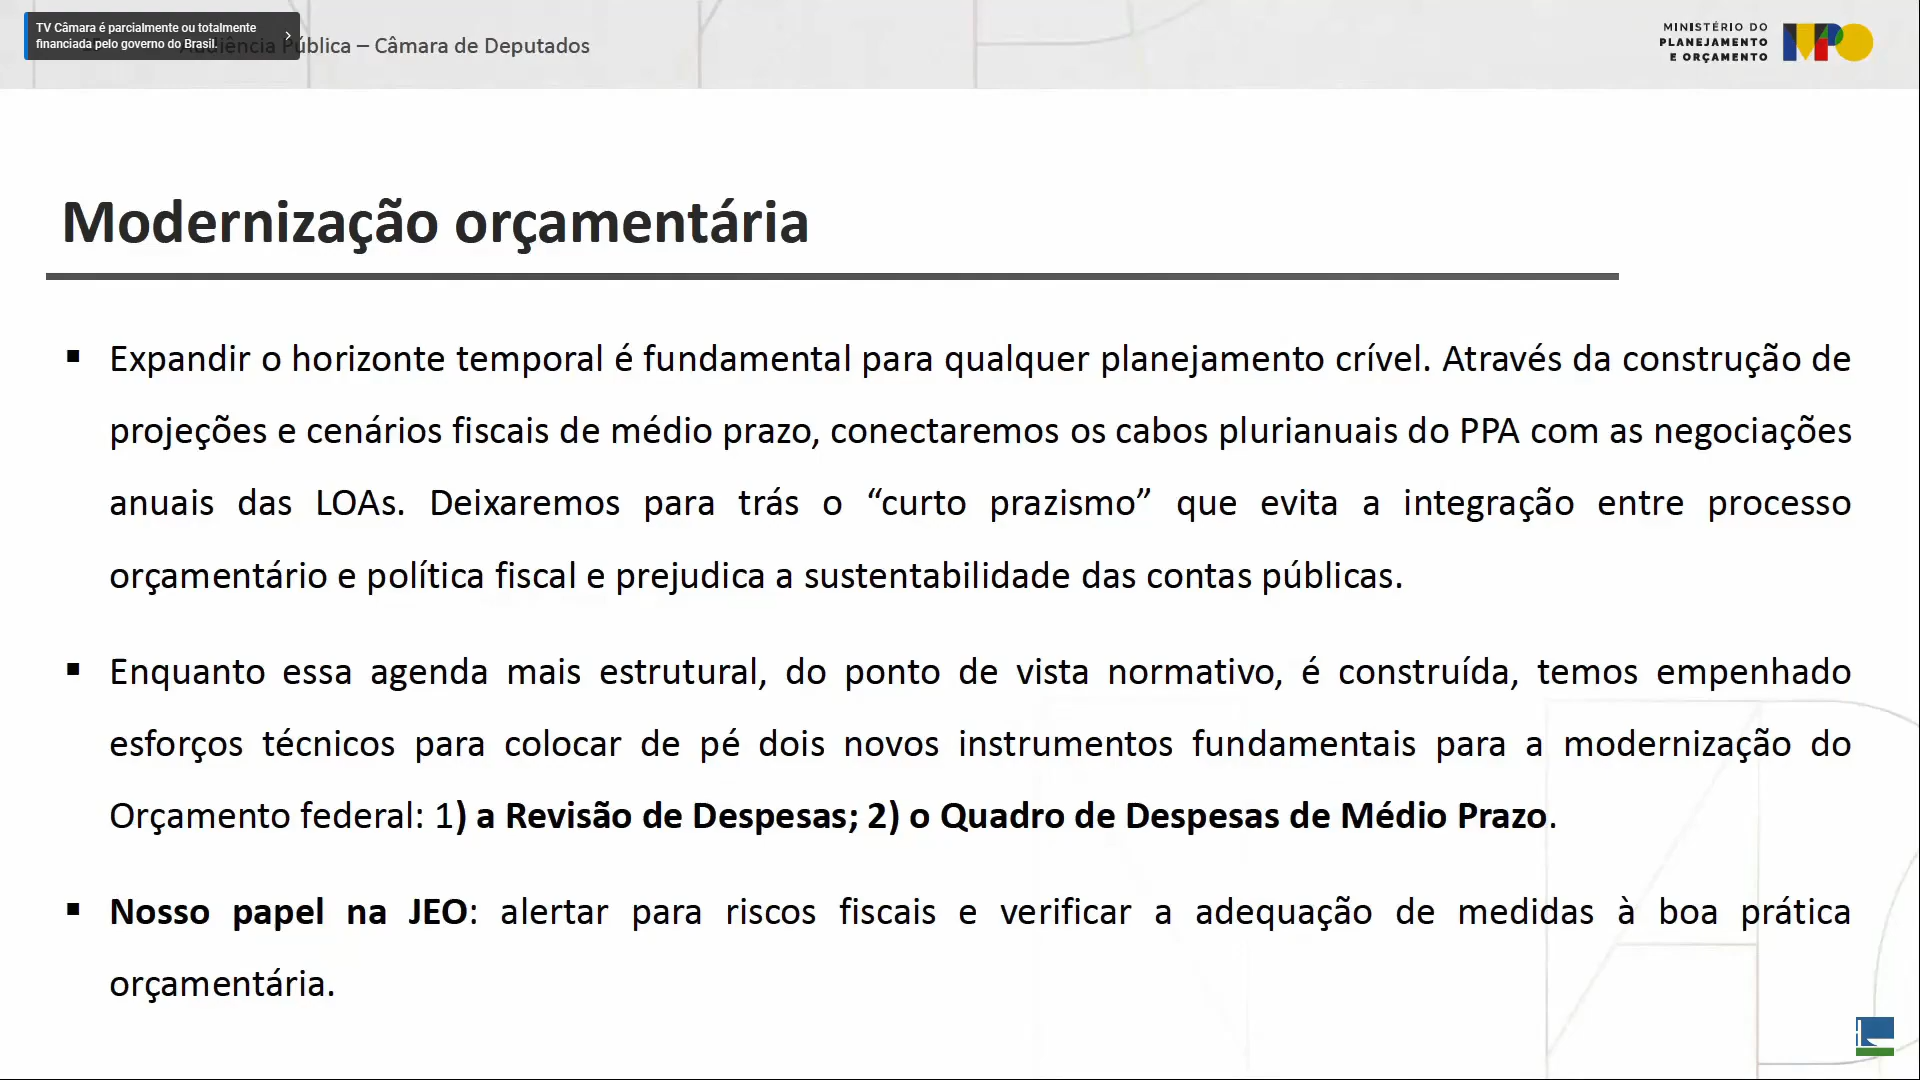 TV Câmara é parcialmente ou totalmente
financiada pelo governo do Brasil.
Audiência Pública – Câmara de Deputados
MINISTÉRIO DO
PLANEJAMENTO
E ORÇAMENTO
MPO
Modernização orçamentária
▪ Expandir o horizonte temporal é fundamental para qualquer planejamento crível. Através da construção de
projeções e cenários fiscais de médio prazo, conectaremos os cabos plurianuais do PPA com as negociações
anuais das LOAs. Deixaremos para trás o “curto prazismo” que evita a integração entre processo
orçamentário e política fiscal e prejudica a sustentabilidade das contas públicas.
▪ Enquanto essa agenda mais estrutural, do ponto de vista normativo, é construída, temos empenhado
esforços técnicos para colocar de pé dois novos instrumentos fundamentais para a modernização do
Orçamento federal: 1) a Revisão de Despesas; 2) o Quadro de Despesas de Médio Prazo.
▪ Nosso papel na JEO: alertar para riscos fiscais e verificar a adequação de medidas à boa prática
orçamentária.